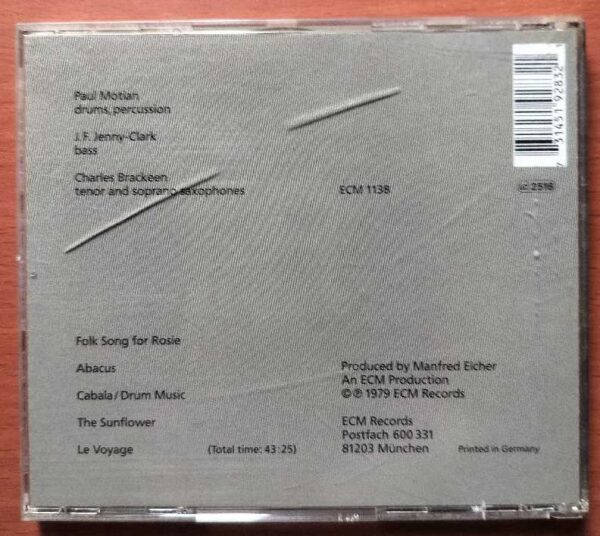 Paul Motian
drums, percussion
J.F. Jenny-Clark
bass
Charles Brackeen
tenor and soprano saxophones
ECM 1138
Folk Song for Rosie
Abacus
Cabala/Drum Music
The Sunflower
Le Voyage (Total time: 43:25)
Produced by Manfred Eicher
An ECM Production
©℗ 1979 ECM Records
ECM Records
Postfach 600 331
81203 München
Printed in Germany